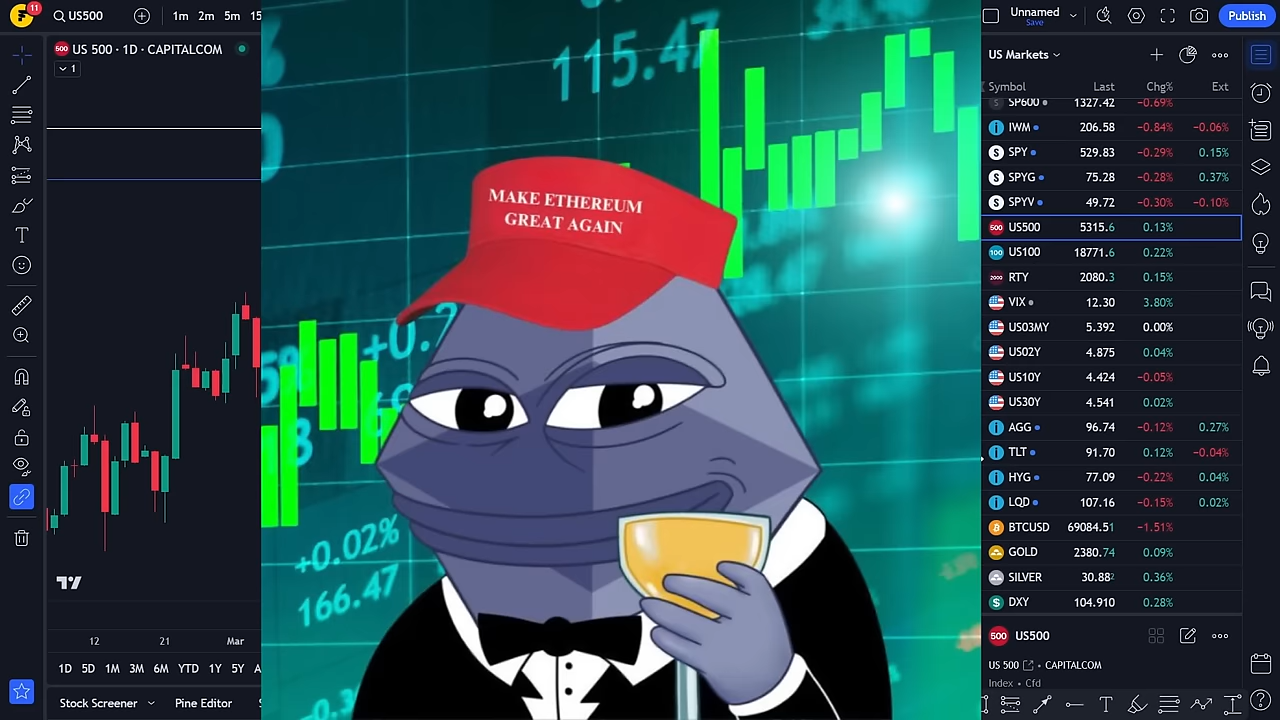 11
US500
1m 2m 5m 15
US 500 · 1D · CAPITALCOM
1
12 21 Mar
1D 5D 1M 3M 6M YTD 1Y 5Y A
Pine Editor
115.47
MAKE ETHEREUM
GREAT AGAIN
+0.02%
166.47
Unnamed
Save
Publish
US Markets
Symbol Last Chg% Ext
SP600 1327.42 −0.69%
IWM 206.58 −0.84% −0.06%
SPY 529.83 −0.29% 0.15%
SPYG 75.28 −0.28% 0.37%
SPYV 49.72 −0.30% −0.10%
500 5315.6 0.13%
100 US100 18771.6 0.22%
2000 RTY 2080.3 0.15%
VIX 12.30 3.80%
US03MY 5.392 0.06%
US02Y 4.875 0.04%
US10Y 4.424 −0.05%
US30Y 4.541 0.02%
AGG 96.74 −0.12% 0.27%
TLT 91.70 0.12% −0.04%
HYG 77.09 −0.22% 0.04%
LQD 107.16 −0.15% 0.02%
BTCUSD 69084.51 −1.51%
GOLD 2380.74 0.09%
SILVER 30.882 0.36%
DXY 104.910 0.28%
500 US500
US 500 · CAPITALCOM
Index · Cfd